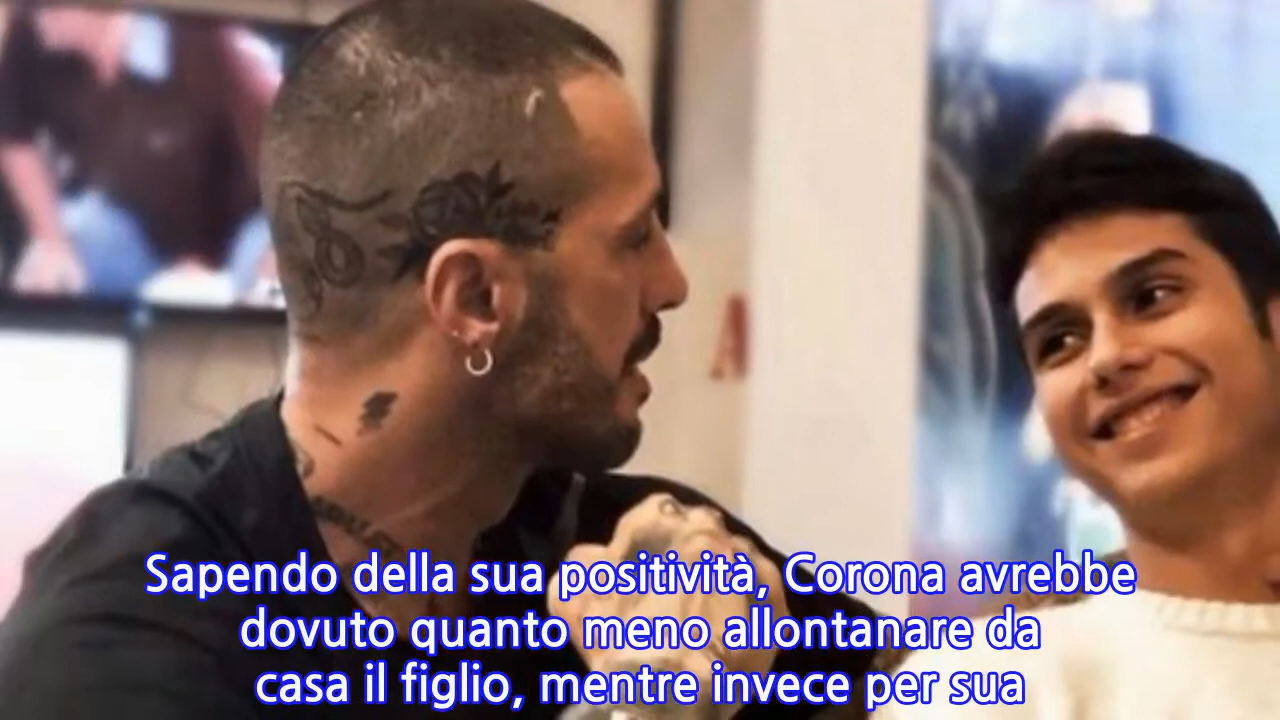 A
Sapendo della sua positività, Corona avrebbe
dovuto quanto meno allontanare da
casa il figlio, mentre invece per sua